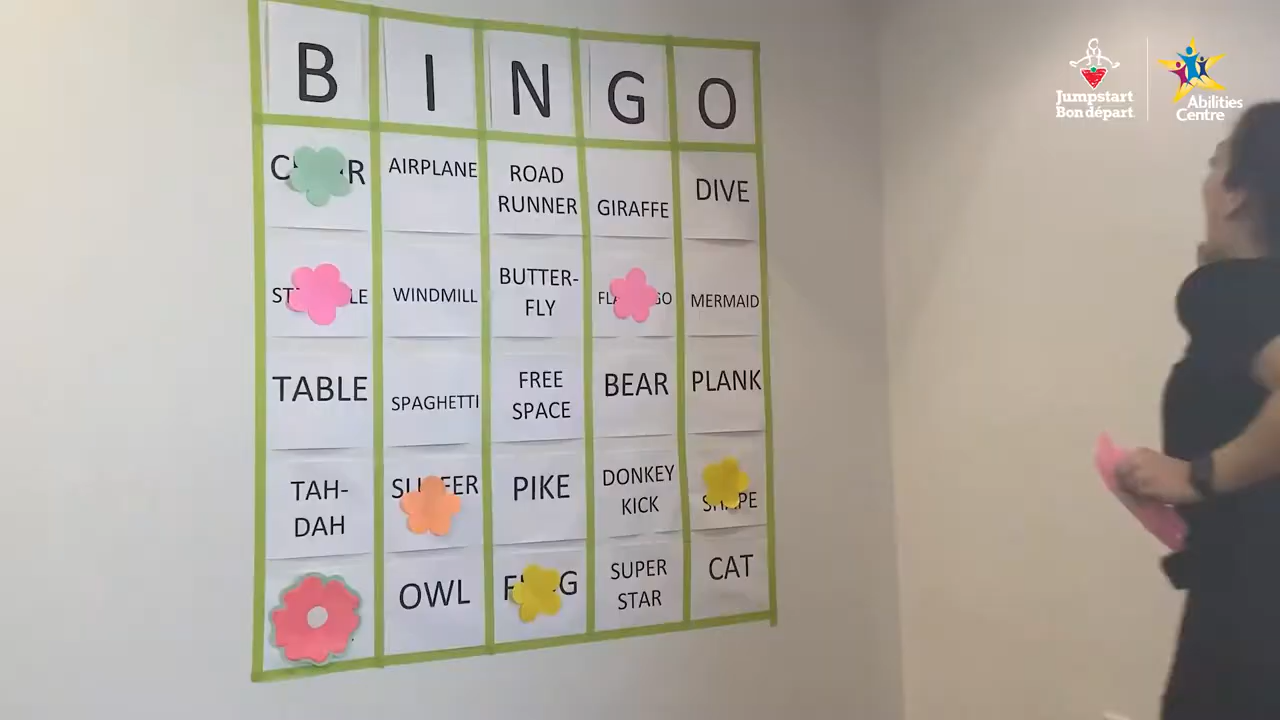 B I N G O
AIRPLANE
ROAD
RUNNER
GIRAFFE
DIVE
WINDMILL
BUTTER-
FLY
MERMAID
TABLE
SPAGHETTI
FREE
SPACE
BEAR
PLANK
TAH-
DAH
PIKE
DONKEY
KICK
OWL
SUPER
STAR
CAT
Jumpstart
Bon départ
Abilities
Centre